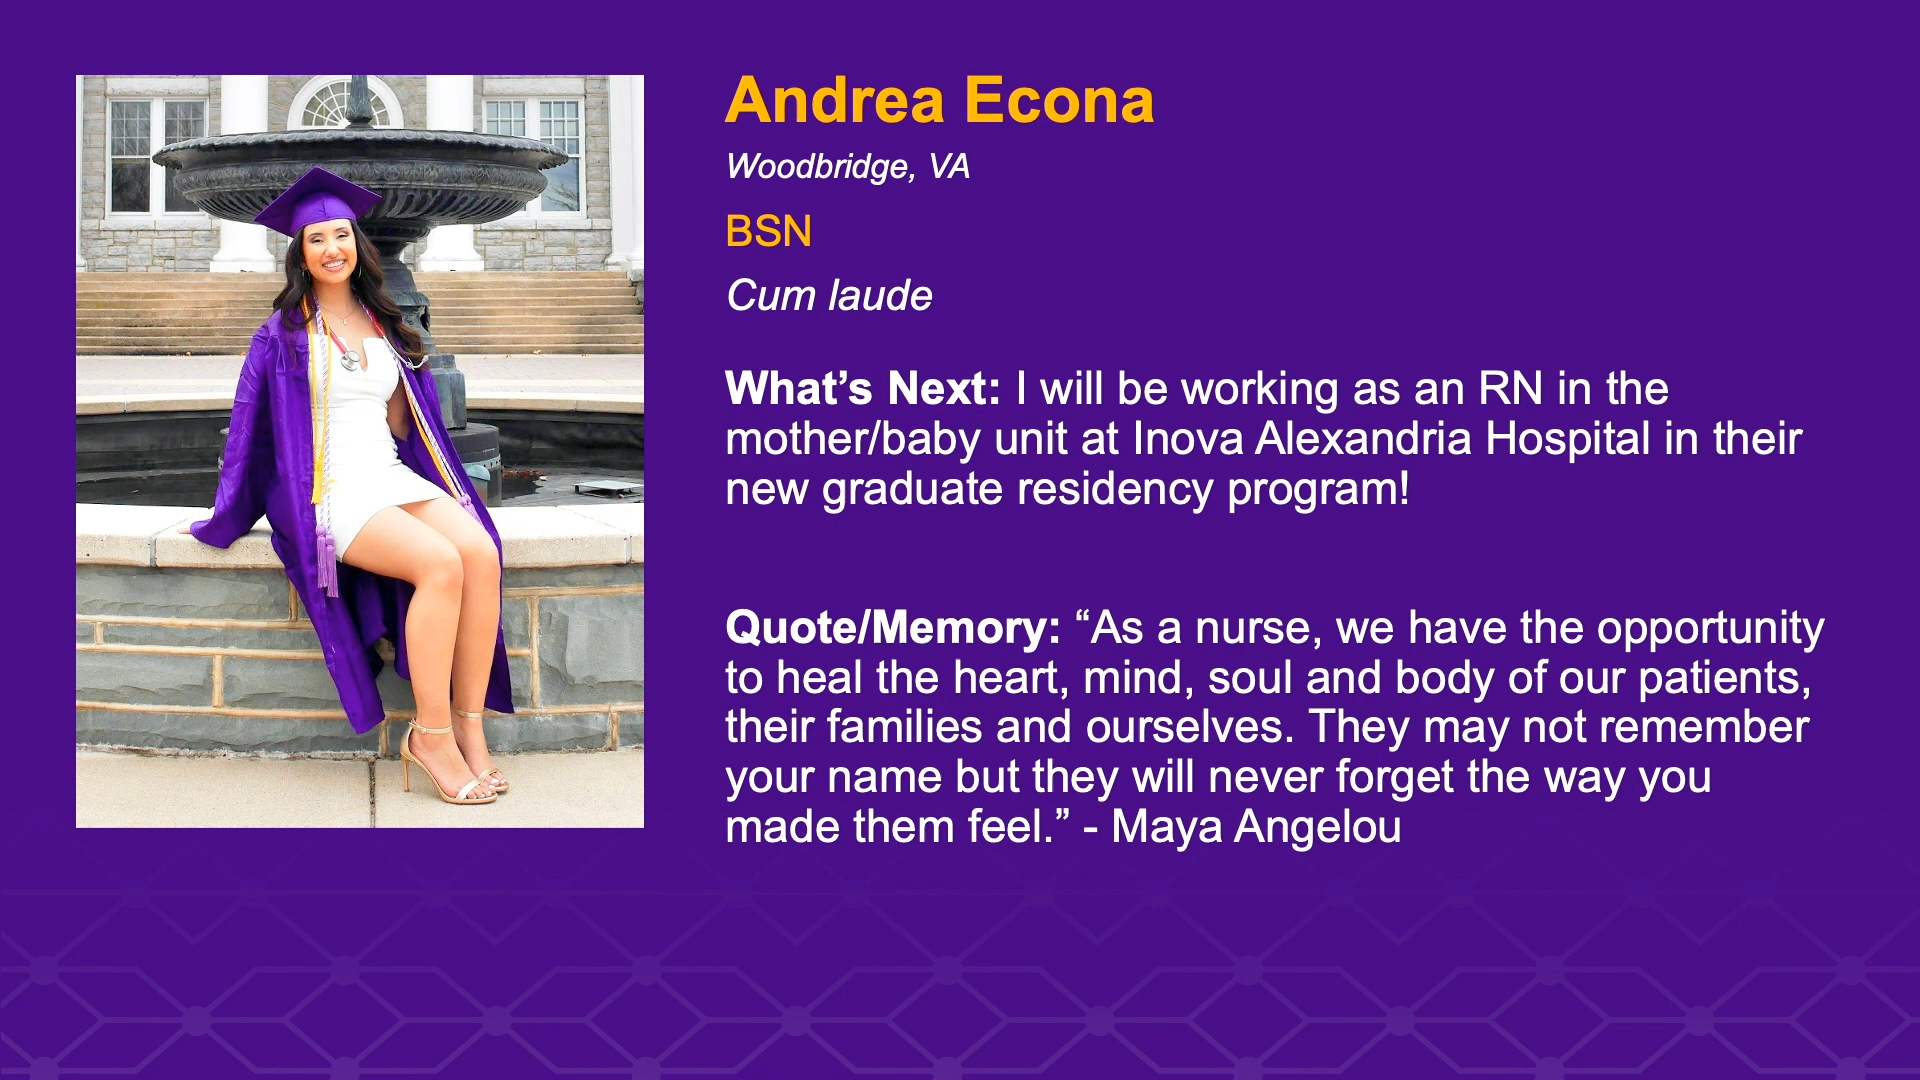 Andrea Econa
Woodbridge, VA
BSN
Cum laude
What’s Next: I will be working as an RN in the
mother/baby unit at Inova Alexandria Hospital in their
new graduate residency program!
Quote/Memory: “As a nurse, we have the opportunity
to heal the heart, mind, soul and body of our patients,
their families and ourselves. They may not remember
your name but they will never forget the way you
made them feel.” - Maya Angelou